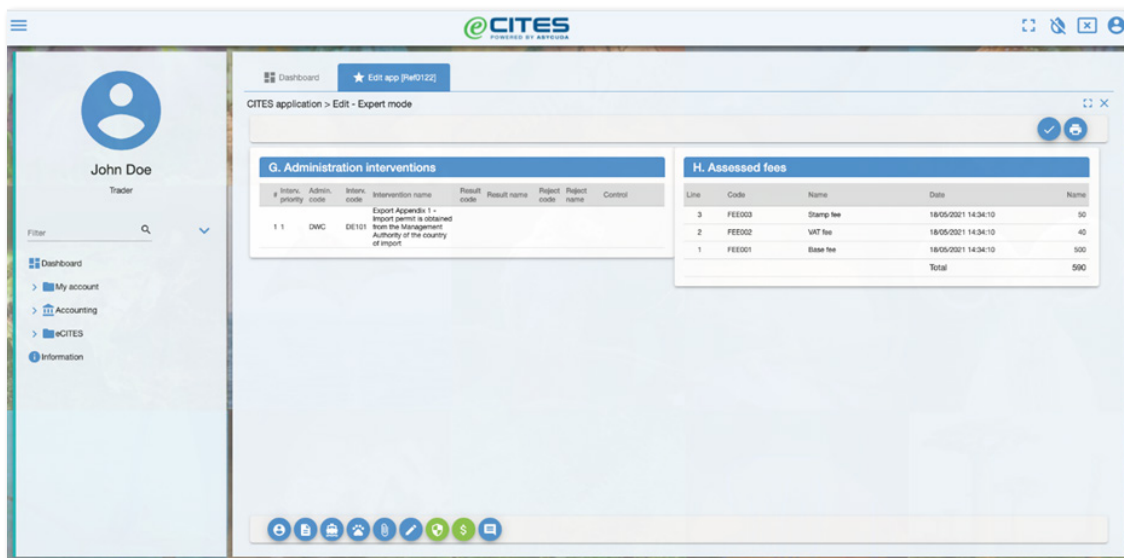 eCITES
POWERED BY ASYCUDA
John Doe
Trader
Filter
Dashboard
My account
Accounting
eCITES
Information
Dashboard
Edit app [Ref0122]
CITES application > Edit - Expert mode
G. Administration interventions
# Interv. priority Admin. code Interv. code Intervention name Result code Result name Reject code Reject name Control
1 1 DWC DE101 Export Appendix 1 -
Import permit is obtained
from the Management
Authority of the country
of import
H. Assessed fees
Line Code Name Date Name
3 FEE003 Stamp fee 18/05/2021 14:34:10 50
2 FEE002 VAT fee 18/05/2021 14:34:10 40
1 FEE001 Base fee 18/05/2021 14:34:10 500
Total 590